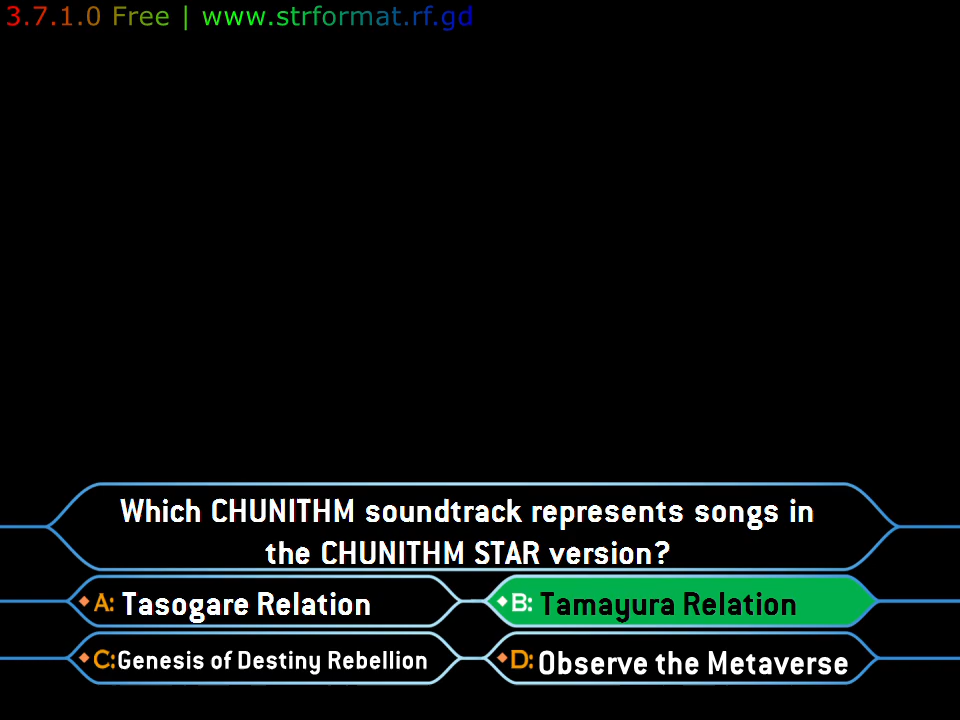 3.7.1.0 Free | www.strformat.rf.gd
Which CHUNITHM soundtrack represents songs in
the CHUNITHM STAR version?
A: Tasogare Relation
B: Tamayura Relation
C:Genesis of Destiny Rebellion
D: Observe the Metaverse